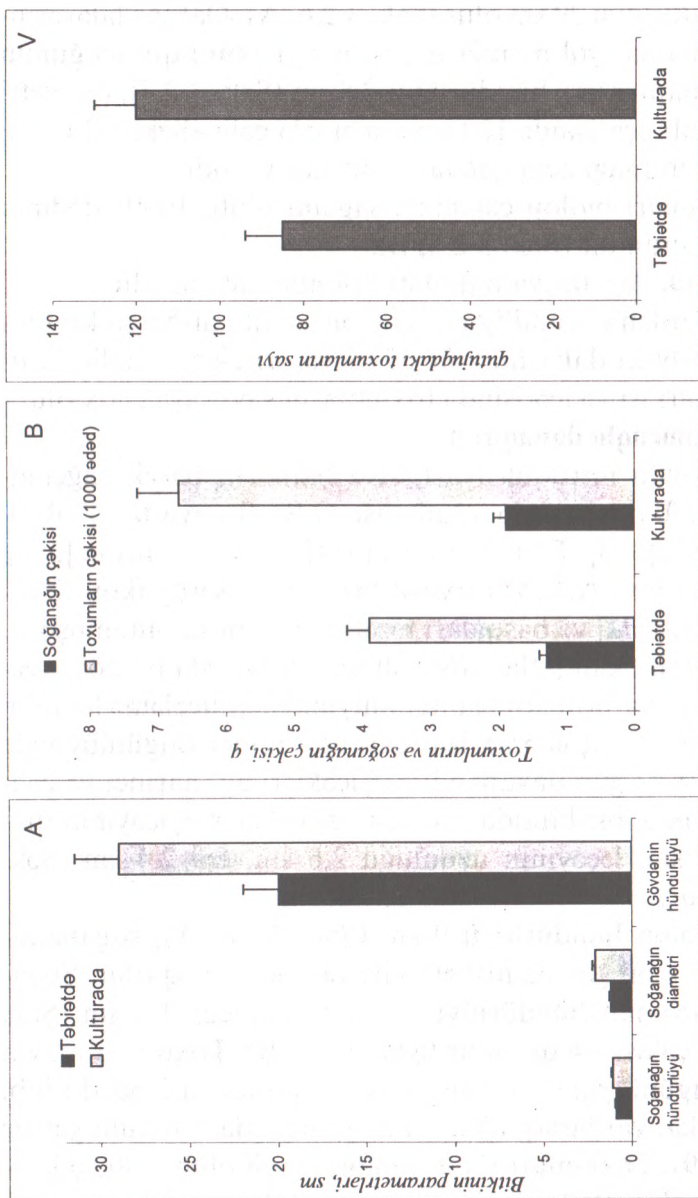 A
■ Təbiətdə
Kulturada
Bitkinin parametrləri, sm
35
30
25
20
15
10
5
0
Soğanağın
hündürlüyü
Soğanağın
diametri
Gövdənin
hündürlüyü
B
■ Soğanağın çəkisi
Toxumların çəkisi (1000 ədəd)
Toxumların və soğanağın çəkisi, q
8
7
6
5
4
3
2
1
0
Təbiətdə
Kulturada
V
qutujuqdakı toxumların sayı
140
120
100
80
60
40
20
0
Təbiətdə
Kulturada